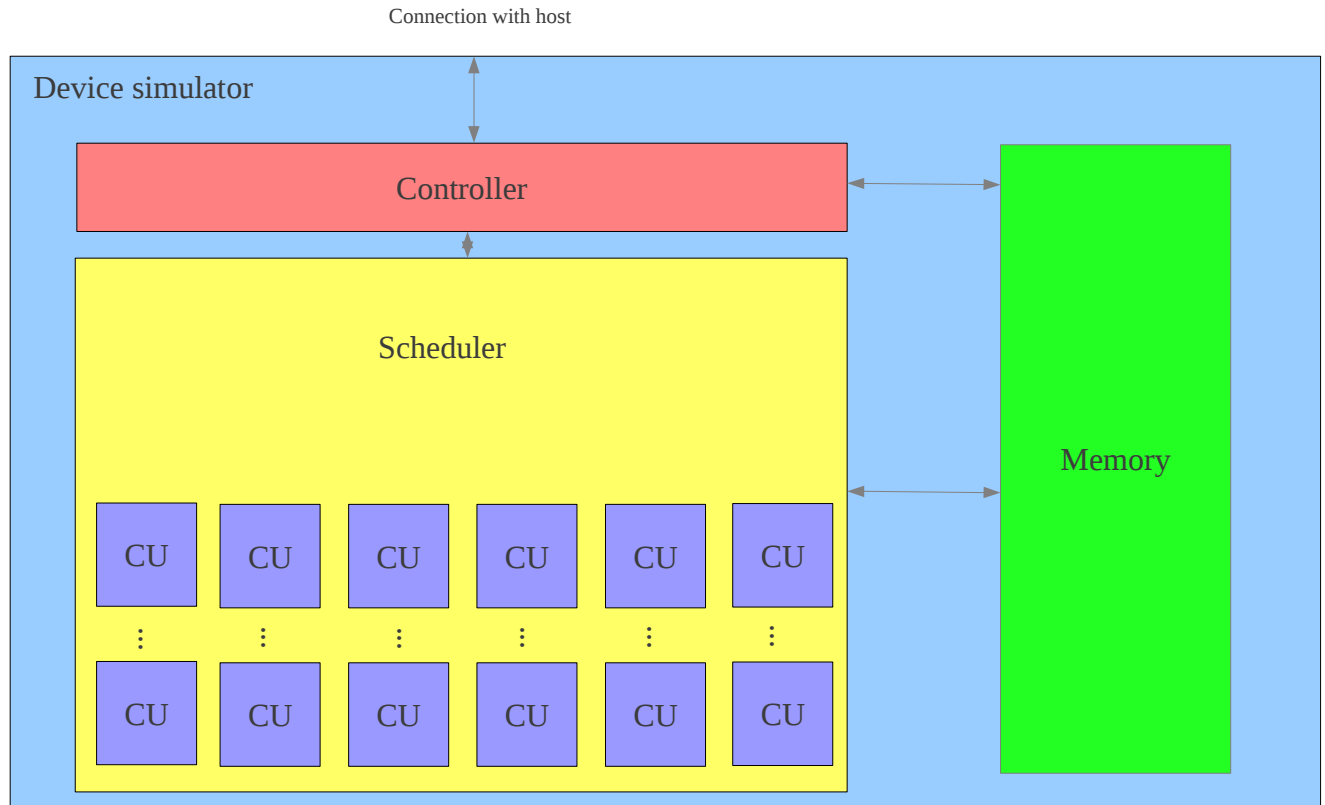 Connection with host
Device simulator
Controller
Scheduler
Memory
CU CU CU CU CU CU
... ... ... ... ... ...
CU CU CU CU CU CU